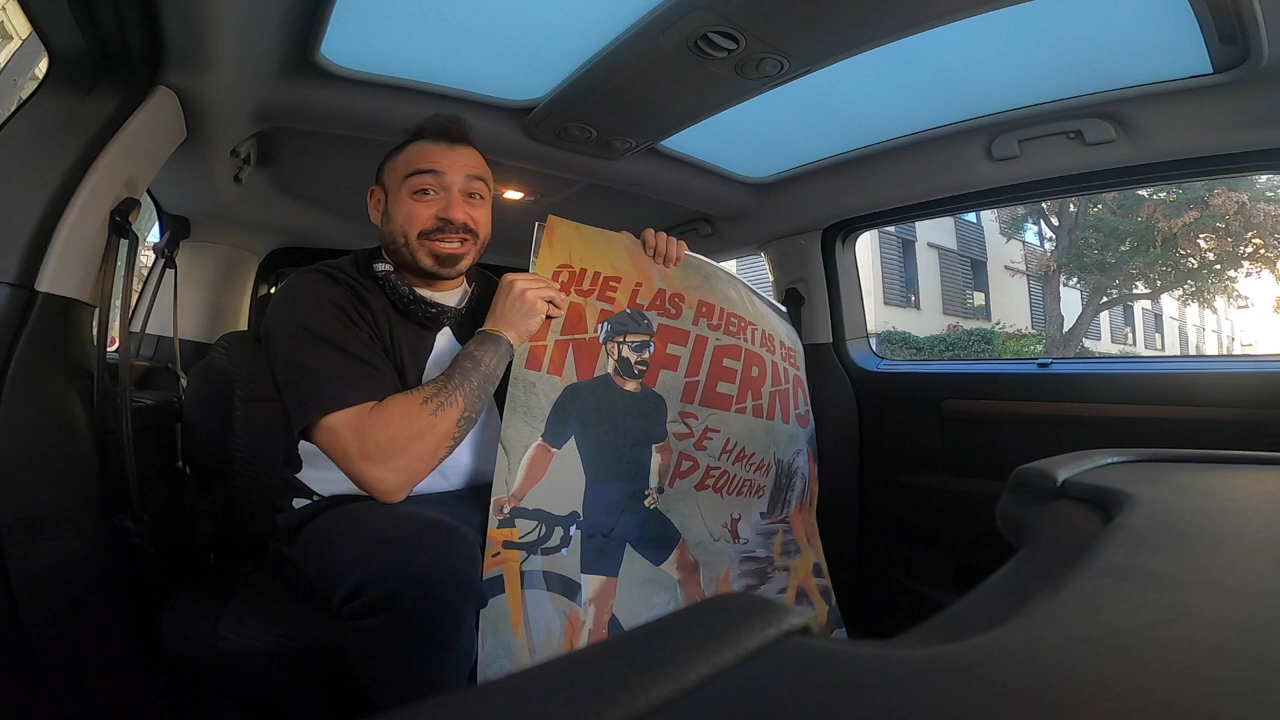 QUE LAS PUERTAS DEL
INFIERNO
SE HAGAN
PEQUEÑAS